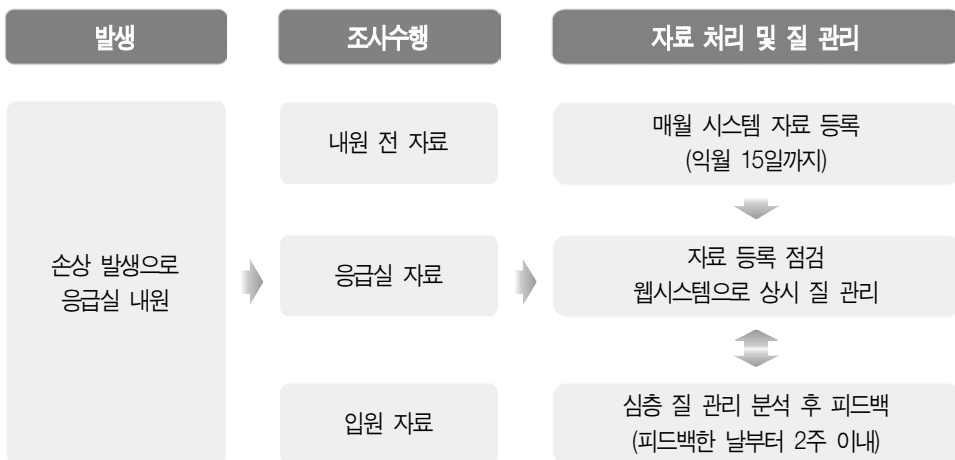 발생
조사수행
자료 처리 및 질 관리
손상 발생으로
응급실 내원
내원 전 자료
응급실 자료
입원 자료
매월 시스템 자료 등록
(익월 15일까지)
자료 등록 점검
웹시스템으로 상시 질 관리
심층 질 관리 분석 후 피드백
(피드백한 날부터 2주 이내)